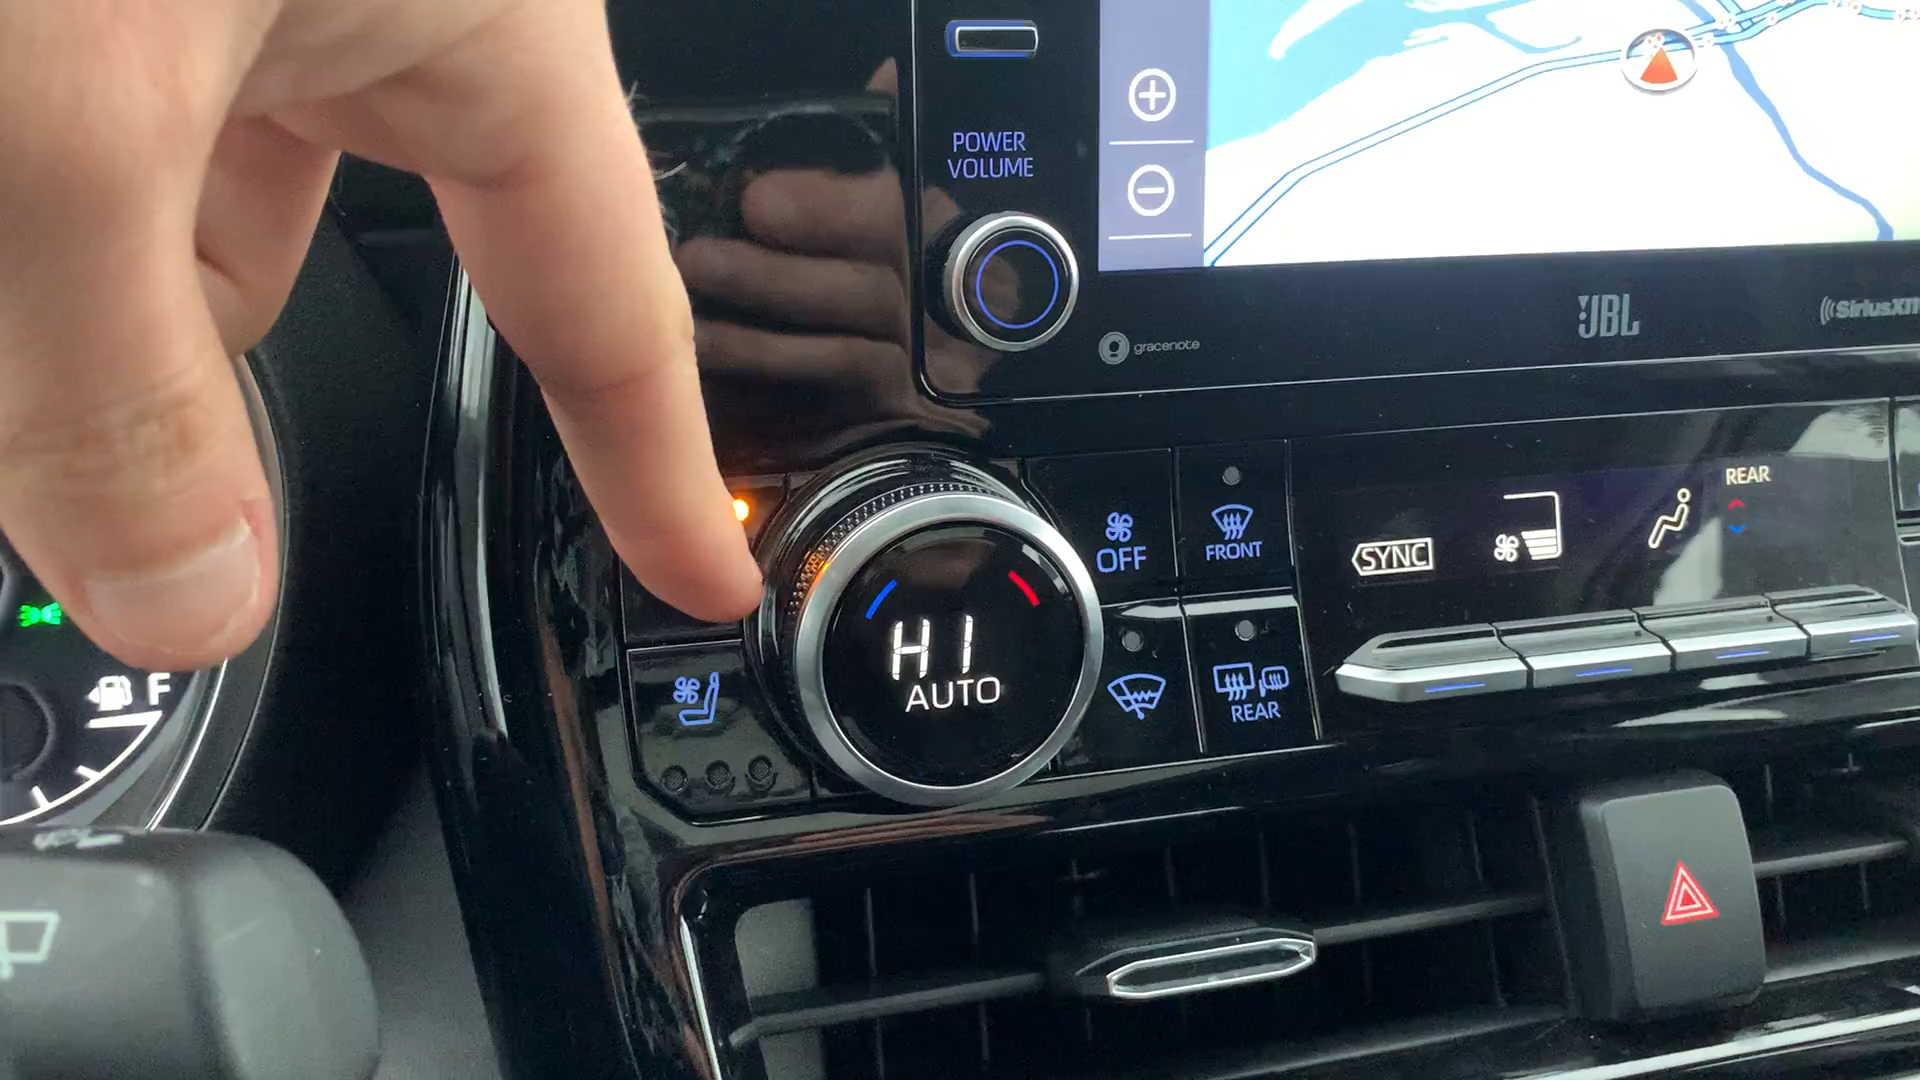 POWER
VOLUME
gracenote
JBL
SiriusXM
OFF
FRONT
SYNC
REAR
HI
AUTO
REAR
F